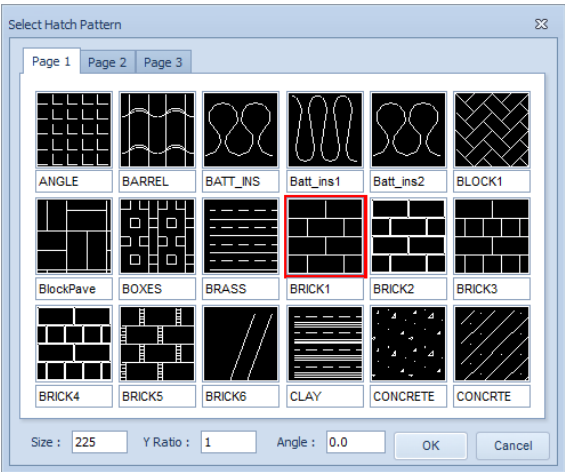 Select Hatch Pattern
Page 1 Page 2 Page 3
ANGLE BARREL BATT_INS Batt_ins1 Batt_ins2 BLOCK1
BlockPave BOXES BRASS BRICK1 BRICK2 BRICK3
BRICK4 BRICK5 BRICK6 CLAY CONCRETE CONCRTE
Size : 225 Y Ratio : 1 Angle : 0.0 OK Cancel